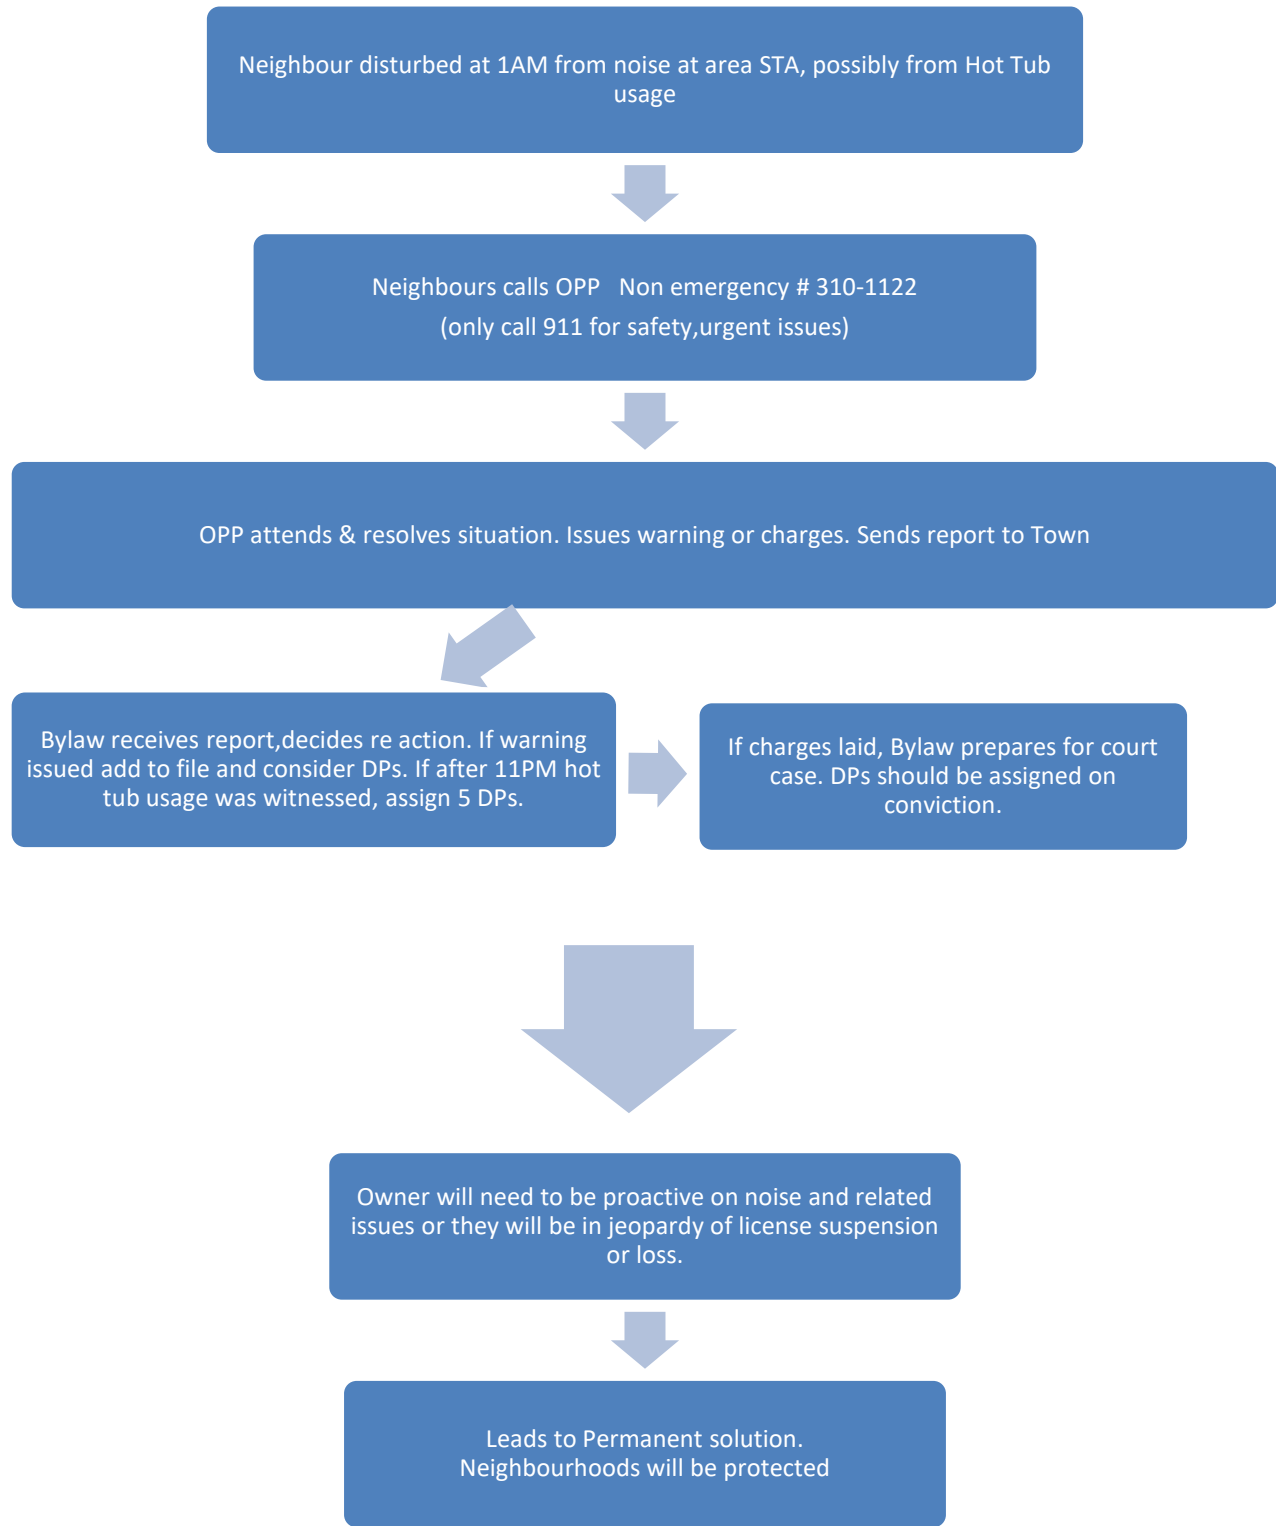 Neighbour disturbed at 1AM from noise at area STA, possibly from Hot Tub
usage
Neighbours calls OPP   Non emergency # 310-1122
(only call 911 for safety,urgent issues)
OPP attends & resolves situation. Issues warning or charges. Sends report to Town
Bylaw receives report,decides re action. If warning
issued add to file and consider DPs. If after 11PM hot
tub usage was witnessed, assign 5 DPs.
If charges laid, Bylaw prepares for court
case. DPs should be assigned on
conviction.
Owner will need to be proactive on noise and related
issues or they will be in jeopardy of license suspension
or loss.
Leads to Permanent solution.
Neighbourhoods will be protected